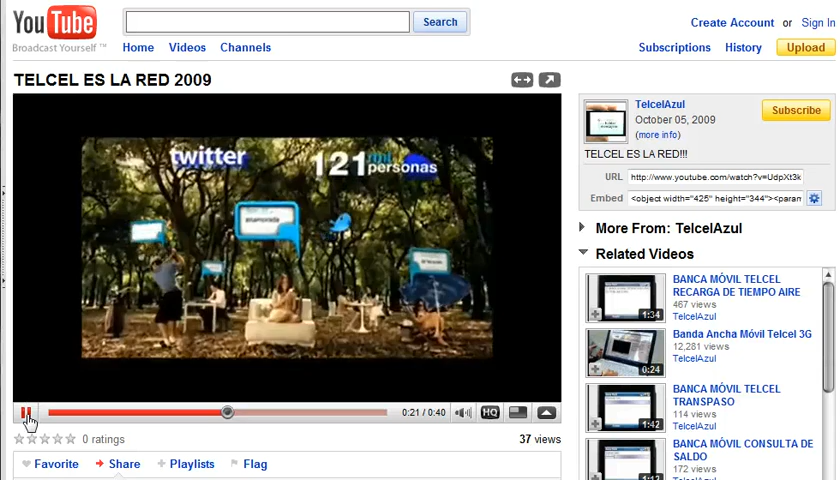 You Tube
Broadcast Yourself™
Search
Home
Videos
Channels
Create Account or Sign In
Subscriptions
History
Upload
TELCEL ES LA RED 2009
twitter
121 mil
personas
enamorada
0:21 / 0:40
HQ
0 ratings
37 views
Favorite
Share
Playlists
Flag
TelcelAzul
October 05, 2009
(more info)
Subscribe
TELCEL ES LA RED!!!
URL
http://www.youtube.com/watch?v=UdpXt3k
Embed
<object width="425" height="344"><param
More From: TelcelAzul
Related Videos
BANCA MÓVIL TELCEL
RECARGA DE TIEMPO AIRE
467 views
TelcelAzul
1:34
Banda Ancha Móvil Telcel 3G
12,281 views
TelcelAzul
0:24
BANCA MÓVIL TELCEL
TRANSPASO
114 views
TelcelAzul
1:42
BANCA MÓVIL CONSULTA DE
SALDO
172 views
TelcelAzul